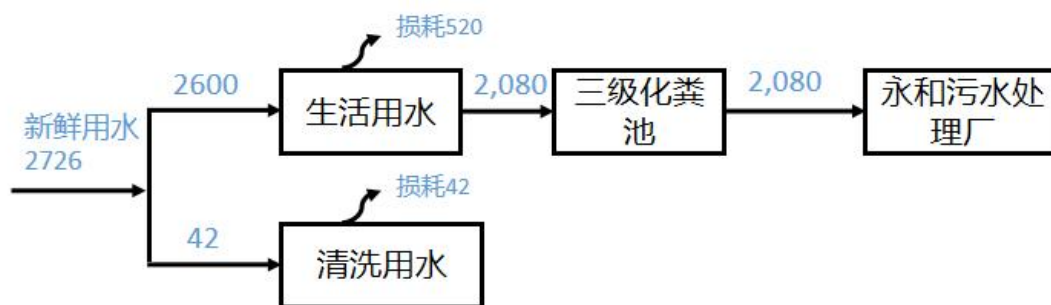 损耗520
2600
生活用水
2,080
三级化粪
池
2,080
永和污水处
理厂
新鲜用水
2726
损耗42
42
清洗用水